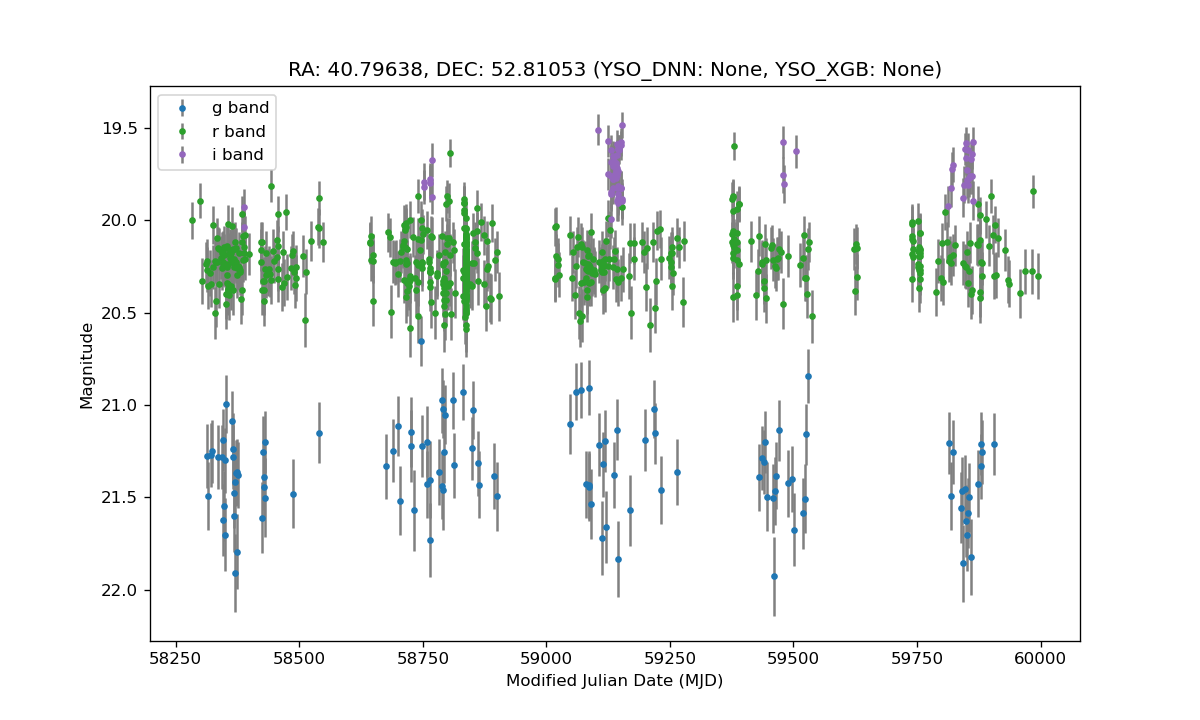 RA: 40.79638, DEC: 52.81053 (YSO_DNN: None, YSO_XGB: None)
g band
r band
i band
19.5
20.0
20.5
21.0
21.5
22.0
Magnitude
58250 58500 58750 59000 59250 59500 59750 60000
Modified Julian Date (MJD)